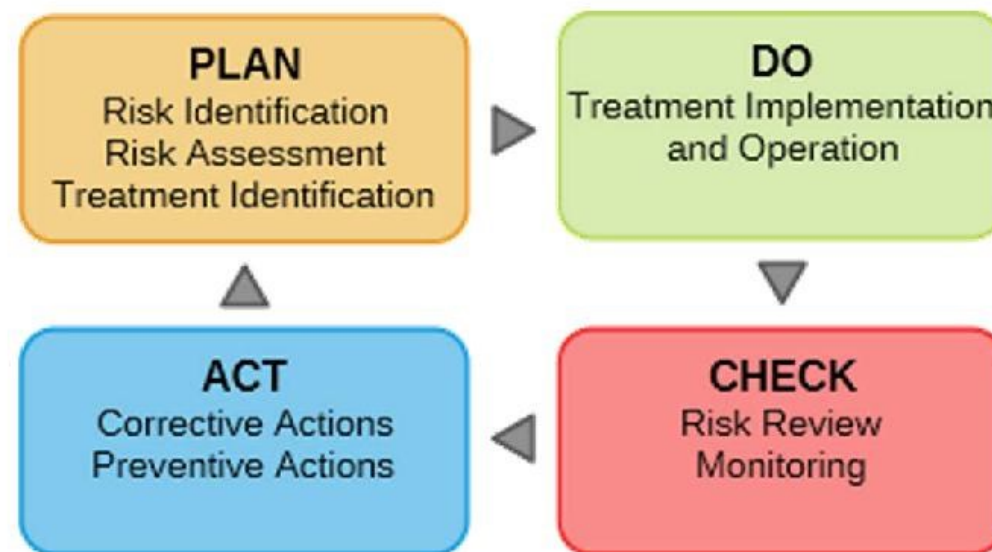 PLAN
Risk Identification
Risk Assessment
Treatment Identification
DO
Treatment Implementation
and Operation
ACT
Corrective Actions
Preventive Actions
CHECK
Risk Review
Monitoring